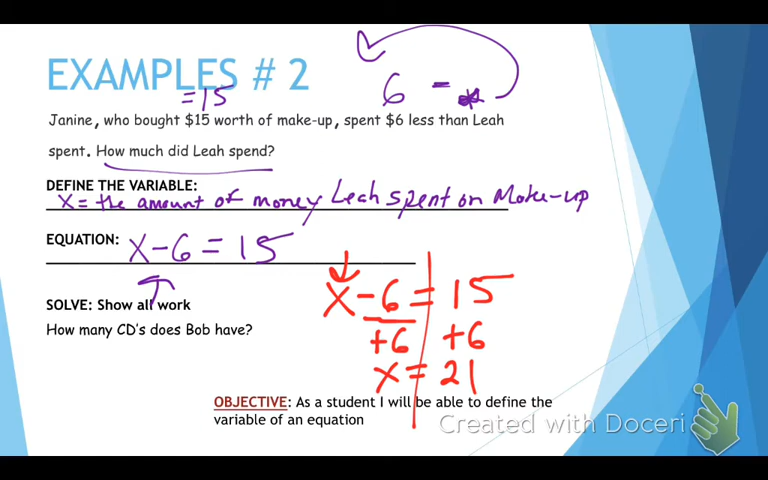 EXAMPLES # 2
=15
6 -
Janine, who bought $15 worth of make-up, spent $6 less than Leah
spent. How much did Leah spend?
DEFINE THE VARIABLE:
X= the amount of money Leah spent on Make-up
EQUATION: X-6=15
SOLVE: Show all work
How many CD's does Bob have?
X-6=15
+6 +6
X=21
OBJECTIVE: As a student I will be able to define the
variable of an equation
Created with Doceri